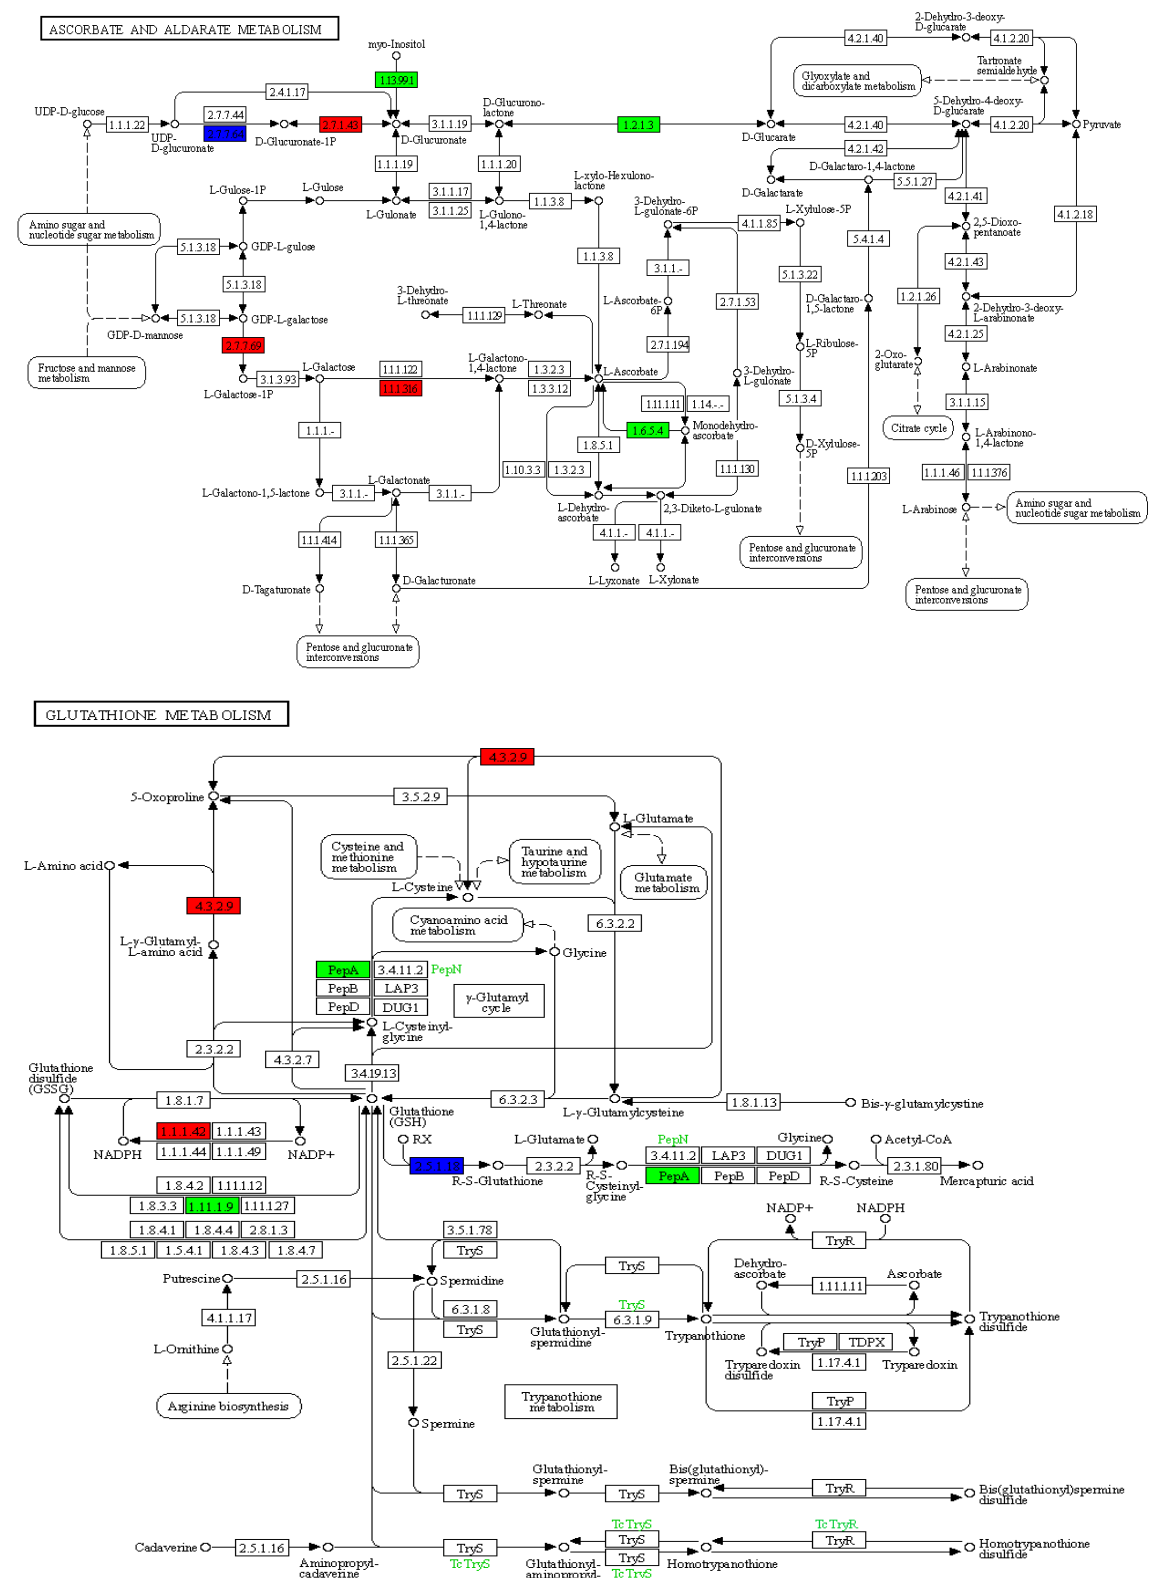 ASCORBATE AND ALDARATE METABOLISM
myo-Inositol
1.13.99.1
2.4.1.17
UDP-D-glucose
1.1.1.22
2.7.7.44
2.7.7.64
UDP-
D-glucuronate
D-Glucuronate-1P
2.7.1.43
D-Glucuronate
3.1.1.19
D-Glucurono-
lactone
1.2.1.3
D-Glucarate
4.2.1.40
2-Dehydro-3-deoxy-
D-glucarate
4.1.2.20
Tartronate
semialdehyde
Glyoxylate and
dicarboxylate metabolism
5-Dehydro-4-deoxy-
D-glucarate
4.2.1.40
4.1.2.20
Pyruvate
4.2.1.42
D-Galactarate
D-Galactaro-1,4-lactone
5.5.1.27
1.1.1.19
1.1.1.20
L-Gulose-1P
L-Gulose
L-Gulonate
3.1.1.17
3.1.1.25
L-Gulono-
1,4-lactone
1.1.3.8
L-xylo-Hexulono-
lactone
3-Dehydro-
L-gulonate-6P
4.1.1.85
L-Xylulose-5P
5.4.1.4
4.2.1.41
2,5-Dioxo-
pentanoate
4.1.2.18
Amino sugar and
nucleotide sugar metabolism
5.1.3.18
GDP-L-gulose
5.1.3.18
1.1.3.8
3.1.1.-
5.1.3.22
4.2.1.43
1.2.1.26
2.7.1.53
L-Ascorbate-
6P
D-Galactaro-
1,5-lactone
2-Dehydro-3-deoxy-
L-arabinonate
3-Dehydro-
L-threonate
1.1.1.129
L-Threonate
GDP-D-mannose
5.1.3.18
GDP-L-galactose
2.7.7.69
2.7.1.194
L-Ribulose-
5P
4.2.1.25
2-Oxo-
glutarate
L-Arabinonate
Fructose and mannose
metabolism
L-Galactose-1P
3.1.3.93
L-Galactose
1.1.1.122
1.1.1.316
L-Galactono-
1,4-lactone
1.3.2.3
1.3.3.12
L-Ascorbate
3-Dehydro-
L-gulonate
5.1.3.4
3.1.1.15
1.11.1.11
1.14.-.-
1.6.5.4
Monodehydro-
ascorbate
Citrate cycle
L-Arabinono-
1,4-lactone
1.1.1.-
1.8.5.1
D-Xylulose-
5P
1.10.3.3
1.3.2.3
1.1.1.130
1.1.1.203
1.1.1.46
1.1.1.376
L-Galactono-1,5-lactone
3.1.1.-
L-Galactonate
3.1.1.-
L-Dehydro-
ascorbate
2,3-Diketo-L-gulonate
L-Arabinose
Amino sugar and
nucleotide sugar metabolism
1.1.1.414
1.1.1.365
4.1.1.-
4.1.1.-
Pentose and glucuronate
interconversions
L-Lyxonate
L-Xylonate
D-Tagaturonate
D-Galacturonate
Pentose and glucuronate
interconversions
Pentose and glucuronate
interconversions
GLUTATHIONE METABOLISM
4.3.2.9
5-Oxoproline
3.5.2.9
L-Glutamate
Cysteine and
methionine
metabolism
Taurine and
hypotaurine
metabolism
Glutamate
metabolism
L-Amino acid
L-Cysteine
4.3.2.9
Cyanoamino acid
metabolism
6.3.2.2
L-γ-Glutamyl-
L-amino acid
Glycine
PepA
3.4.11.2
PepN
PepB
LAP3
PepD
DUG1
γ-Glutamyl
cycle
L-Cysteinyl-
glycine
2.3.2.2
4.3.2.7
3.4.19.13
Glutathione
disulfide
(GSSG)
1.8.1.7
Glutathione
(GSH)
6.3.2.3
L-γ-Glutamylcysteine
1.8.1.13
Bis-γ-glutamylcystine
NADPH
1.1.1.42
1.1.1.43
1.1.1.44
1.1.1.49
NADP+
RX
2.5.1.18
R-S-Glutathione
L-Glutamate
2.3.2.2
R-S-
Cysteinyl-
glycine
PepN
3.4.11.2
LAP3
DUG1
PepA
PepB
PepD
Glycine
R-S-Cysteine
Acetyl-CoA
2.3.1.80
Mercapturic acid
1.8.4.2
1.11.1.12
1.8.3.3
1.11.1.9
1.11.1.27
1.8.4.1
1.8.4.4
2.8.1.3
1.8.5.1
1.5.4.1
1.8.4.3
1.8.4.7
3.5.1.78
TryS
NADP+
NADPH
TryR
Putrescine
2.5.1.16
Spermidine
TryS
Dehydro-
ascorbate
1.11.1.11
Ascorbate
4.1.1.17
6.3.1.8
TryS
Glutathionyl-
spermidine
TryS
6.3.1.9
Trypanothione
Trypanothione
disulfide
L-Ornithine
2.5.1.22
TryP
TDPX
1.17.4.1
Tryparedoxin
disulfide
Tryparedoxin
Arginine biosynthesis
Trypanothione
metabolism
TryP
1.17.4.1
Spermine
TryS
Glutathionyl-
spermine
TryS
Bis(glutathionyl)-
spermine
TryR
Bis(glutathionyl)spermine
disulfide
Cadaverine
2.5.1.16
Aminopropyl-
cadaverine
TryS
TcTryS
Glutathionyl-
aminopropyl-
TcTryS
TryS
TryS
TcTryS
Homotrypanothione
TcTryR
TryR
Homotrypanothione
disulfide